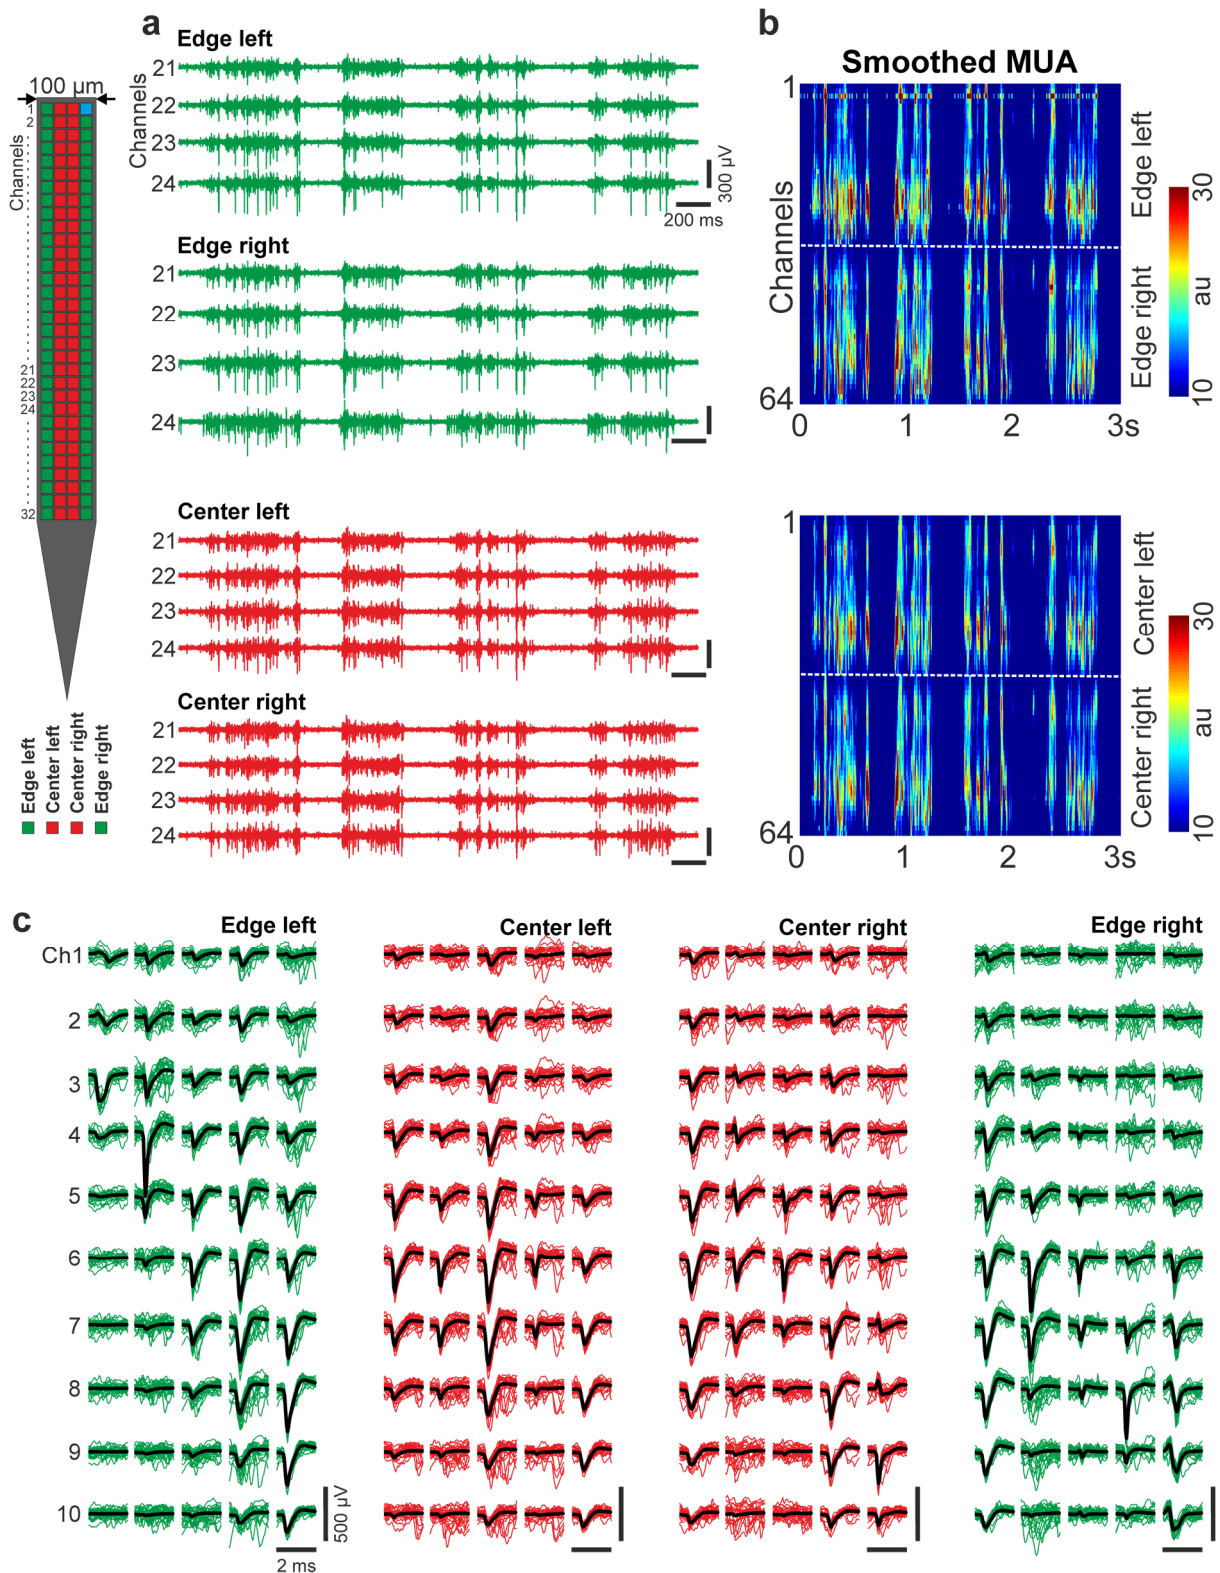 100 µm
Channels
1
2
21
22
23
24
32
Edge left
Center left
Center right
Edge right
a
Edge left
Channels
21
22
23
24
300 µV
200 ms
Edge right
21
22
23
24
Center left
21
22
23
24
Center right
21
22
23
24
b
Smoothed MUA
Channels
1
64
0 1 2 3s
Edge left
Edge right
30
au
10
1
64
0 1 2 3s
Center left
Center right
30
au
10
c
Edge left Center left Center right Edge right
Ch1
2
3
4
5
6
7
8
9
10
500 µV
2 ms